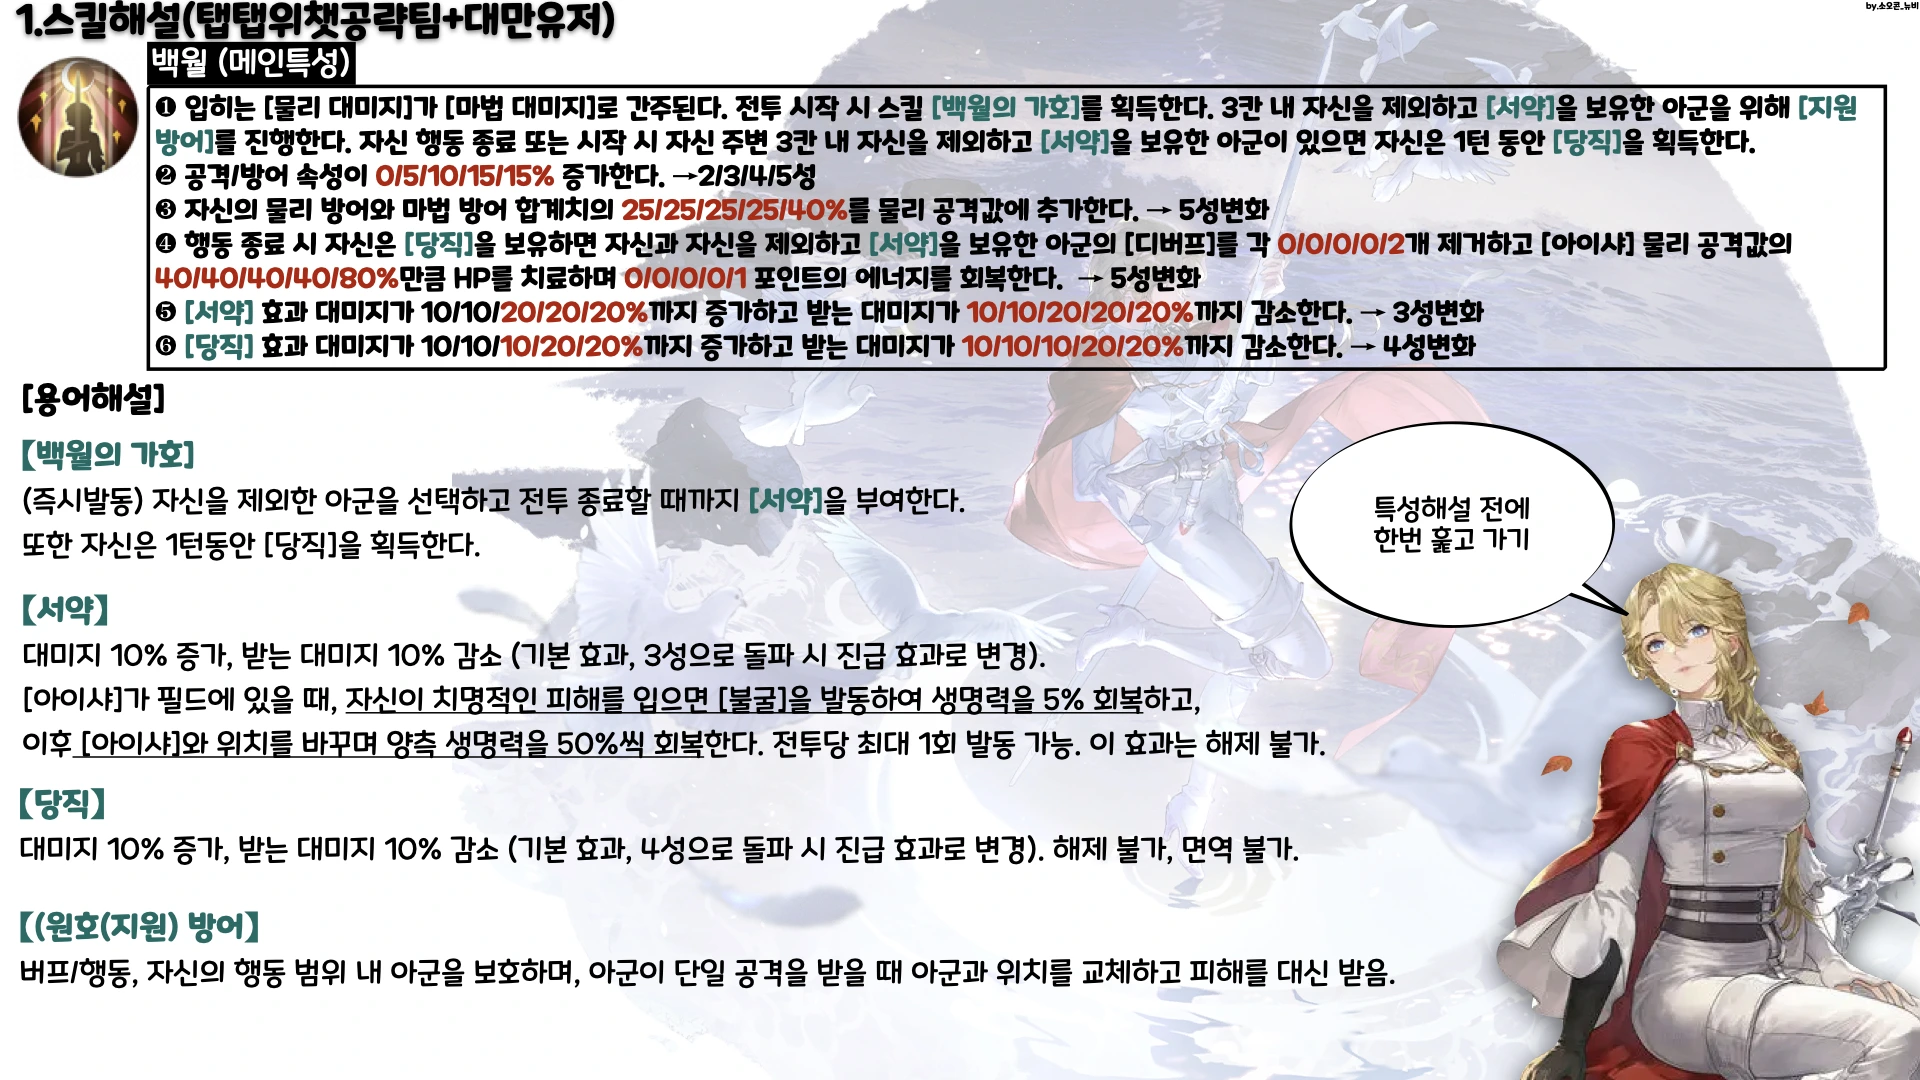 1.스킬해설(탭탭위챗공략팀+대만유저)
by.소오콘_뉴비
백월 (메인특성)
❶ 입히는 [물리 대미지]가 [마법 대미지]로 간주된다. 전투 시작 시 스킬 [백월의 가호]를 획득한다. 3칸 내 자신을 제외하고 [서약]을 보유한 아군을 위해 [지원
방어]를 진행한다. 자신 행동 종료 또는 시작 시 자신 주변 3칸 내 자신을 제외하고 [서약]을 보유한 아군이 있으면 자신은 1턴 동안 [당직]을 획득한다.
❷ 공격/방어 속성이 0/5/10/15/15% 증가한다. →2/3/4/5성
❸ 자신의 물리 방어와 마법 방어 합계치의 25/25/25/25/40%를 물리 공격값에 추가한다. → 5성변화
❹ 행동 종료 시 자신은 [당직]을 보유하면 자신과 자신을 제외하고 [서약]을 보유한 아군의 [디버프]를 각 0/0/0/0/2개 제거하고 [아이샤] 물리 공격값의
40/40/40/40/80%만큼 HP를 치료하며 0/0/0/0/1 포인트의 에너지를 회복한다. → 5성변화
❺ [서약] 효과 대미지가 10/10/20/20/20%까지 증가하고 받는 대미지가 10/10/20/20/20%까지 감소한다. → 3성변화
❻ [당직] 효과 대미지가 10/10/10/20/20%까지 증가하고 받는 대미지가 10/10/10/20/20%까지 감소한다. → 4성변화
[용어해설]
【백월의 가호]
(즉시발동) 자신을 제외한 아군을 선택하고 전투 종료할 때까지 [서약]을 부여한다.
또한 자신은 1턴동안 [당직]을 획득한다.
특성해설 전에
한번 훑고 가기
【서약】
대미지 10% 증가, 받는 대미지 10% 감소 (기본 효과, 3성으로 돌파 시 진급 효과로 변경).
[아이샤]가 필드에 있을 때, 자신이 치명적인 피해를 입으면 [불굴]을 발동하여 생명력을 5% 회복하고,
이후 [아이샤]와 위치를 바꾸며 양측 생명력을 50%씩 회복한다. 전투당 최대 1회 발동 가능. 이 효과는 해제 불가.
【당직】
대미지 10% 증가, 받는 대미지 10% 감소 (기본 효과, 4성으로 돌파 시 진급 효과로 변경). 해제 불가, 면역 불가.
【(원호(지원) 방어】
버프/행동, 자신의 행동 범위 내 아군을 보호하며, 아군이 단일 공격을 받을 때 아군과 위치를 교체하고 피해를 대신 받음.